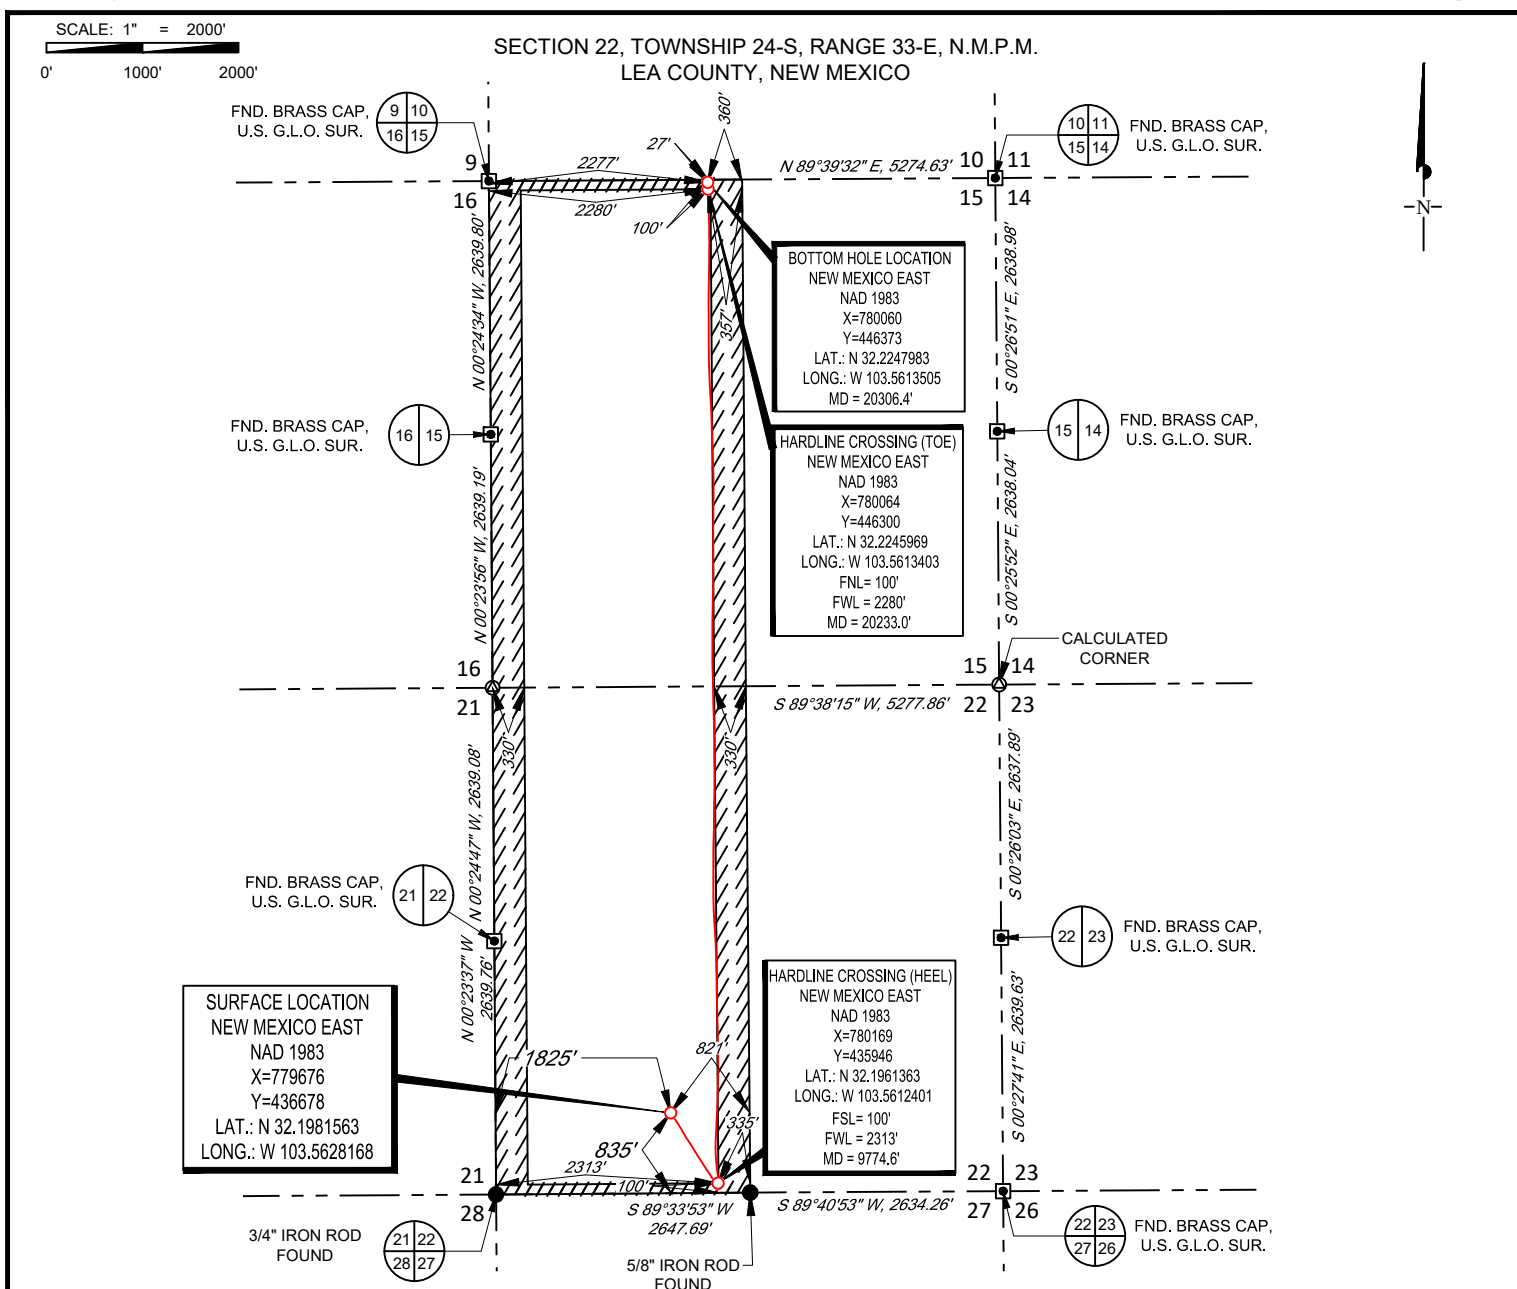 SCALE: 1" = 2000'
0' 1000' 2000'
SECTION 22, TOWNSHIP 24-S, RANGE 33-E, N.M.P.M.
LEA COUNTY, NEW MEXICO
FND. BRASS CAP,
U.S. G.L.O. SUR.
9 10
16 15
9
16
27'
360'
2277'
2280'
100'
N 89°39'32" E, 5274.63'
10 11
15 14
10 11
15 14
FND. BRASS CAP,
U.S. G.L.O. SUR.
-N-
N 00°24'34" W, 2639.80'
357'
S 00°26'51" E, 2638.98'
BOTTOM HOLE LOCATION
NEW MEXICO EAST
NAD 1983
X=780060
Y=446373
LAT.: N 32.2247983
LONG.: W 103.5613505
MD = 20306.4'
FND. BRASS CAP,
U.S. G.L.O. SUR.
16 15
15 14
FND. BRASS CAP,
U.S. G.L.O. SUR.
HARDLINE CROSSING (TOE)
NEW MEXICO EAST
NAD 1983
X=780064
Y=446300
LAT.: N 32.2245969
LONG.: W 103.5613403
FNL= 100'
FWL = 2280'
MD = 20233.0'
N 00°23'56" W, 2639.19'
S 00°25'52" E, 2638.04'
CALCULATED
CORNER
16
21
15 14
22 23
S 89°38'15" W, 5277.86'
330'
330'
N 00°24'47" W, 2639.08'
S 00°26'03" E, 2637.89'
FND. BRASS CAP,
U.S. G.L.O. SUR.
21 22
22 23
FND. BRASS CAP,
U.S. G.L.O. SUR.
N 00°23'37" W
2639.76'
S 00°27'41" E, 2639.63'
HARDLINE CROSSING (HEEL)
NEW MEXICO EAST
NAD 1983
X=780169
Y=435946
LAT.: N 32.1961363
LONG.: W 103.5612401
FSL= 100'
FWL = 2313'
MD = 9774.6'
SURFACE LOCATION
NEW MEXICO EAST
NAD 1983
X=779676
Y=436678
LAT.: N 32.1981563
LONG.: W 103.5628168
1825'
821'
335'
835'
2313'
100'
21
28
22 23
27 26
S 89°33'53" W
2647.69'
S 89°40'53" W, 2634.26'
3/4" IRON ROD
FOUND
21 22
28 27
5/8" IRON ROD
FOUND
22 23
27 26
FND. BRASS CAP,
U.S. G.L.O. SUR.